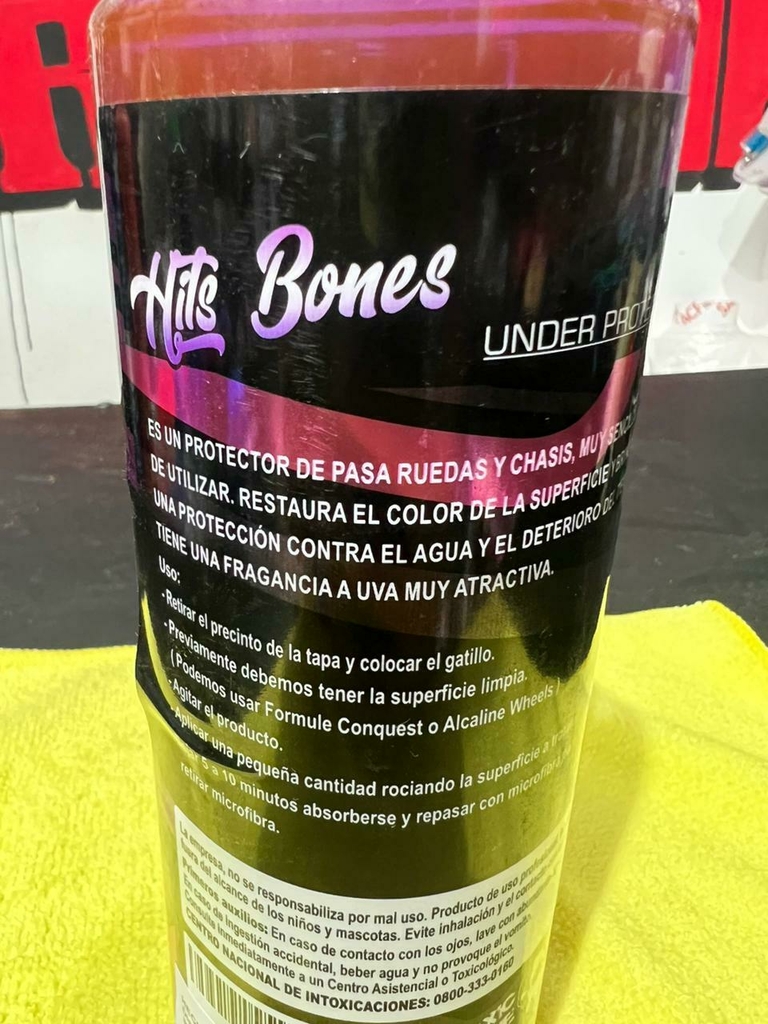 Hits Bones
UNDER
ES UN PROTECTOR DE PASA RUEDAS Y CHASIS, MUY
DE UTILIZAR. RESTAURA EL COLOR DE LA SUPERFICIE
UNA PROTECCIÓN CONTRA EL AGUA Y EL DETERIORO
TIENE UNA FRAGANCIA A UVA MUY ATRACTIVA.
Uso:
-Retirar el precinto de la tapa y colocar el gatillo.
-Previamente debemos tener la superficie limpia.
(Podemos usar Formule Conquest o Alcaline Wheels)
-Agitar el producto.
-Aplicar una pequeña cantidad rociando la superficie a
5 a 10 minutos absorberse y repasar con microfibra
retirar microfibra.
La empresa, no se responsabiliza por mal uso. Producto de uso
fuera del alcance de los niños y mascotas. Evite inhalación y el
Primeros auxilios: En caso de contacto con los ojos, lave con
En caso de ingestión accidental, beber agua y no provoque el vomito.
Consulte inmediatamente a un Centro Asistencial o Toxicológico.
CENTRO NACIONAL DE INTOXICACIONES: 0800-333-0160